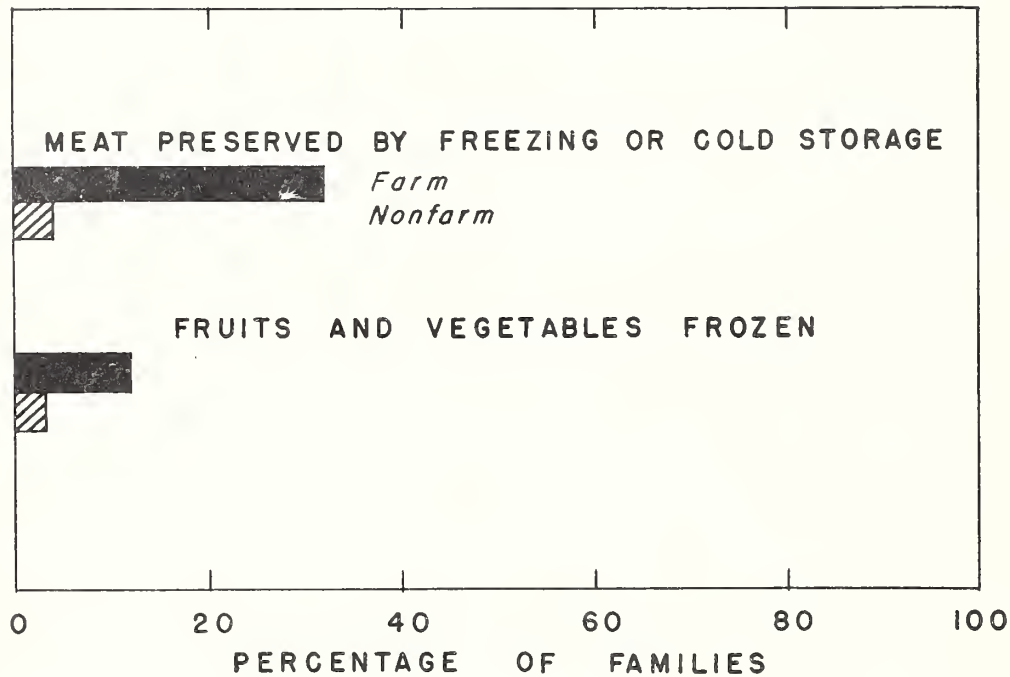 MEAT PRESERVED BY FREEZING OR COLD STORAGE
Farm
Nonfarm
FRUITS AND VEGETABLES FROZEN
0 20 40 60 80 100
PERCENTAGE OF FAMILIES